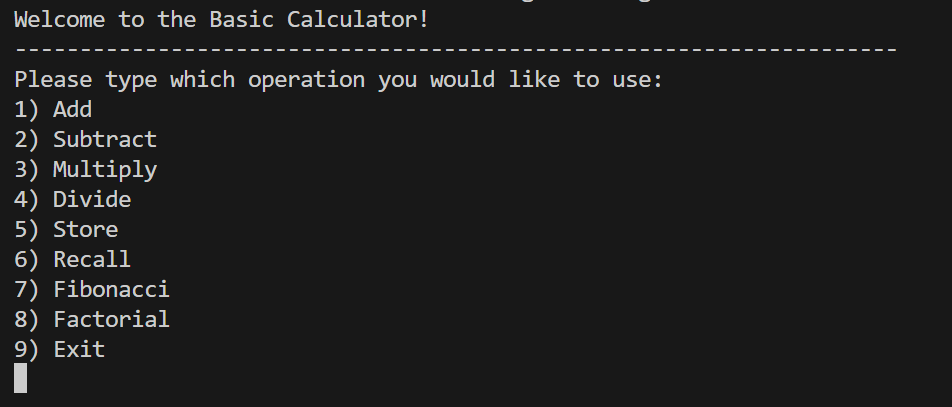 Welcome to the Basic Calculator!
--------------------------------------------------------------------
Please type which operation you would like to use:
1) Add
2) Subtract
3) Multiply
4) Divide
5) Store
6) Recall
7) Fibonacci
8) Factorial
9) Exit